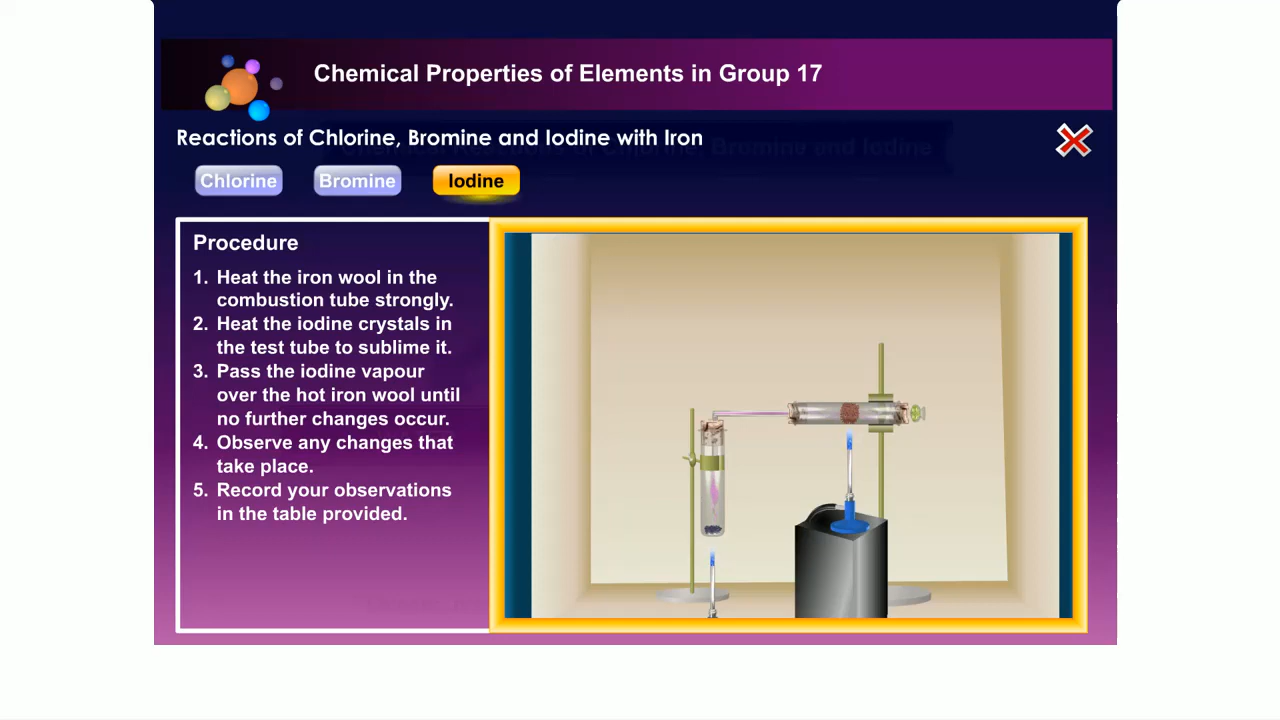 Chemical Properties of Elements in Group 17
Reactions of Chlorine, Bromine and Iodine with Iron
Chlorine
Bromine
Iodine
Procedure
1. Heat the iron wool in the
combustion tube strongly.
2. Heat the iodine crystals in
the test tube to sublime it.
3. Pass the iodine vapour
over the hot iron wool until
no further changes occur.
4. Observe any changes that
take place.
5. Record your observations
in the table provided.